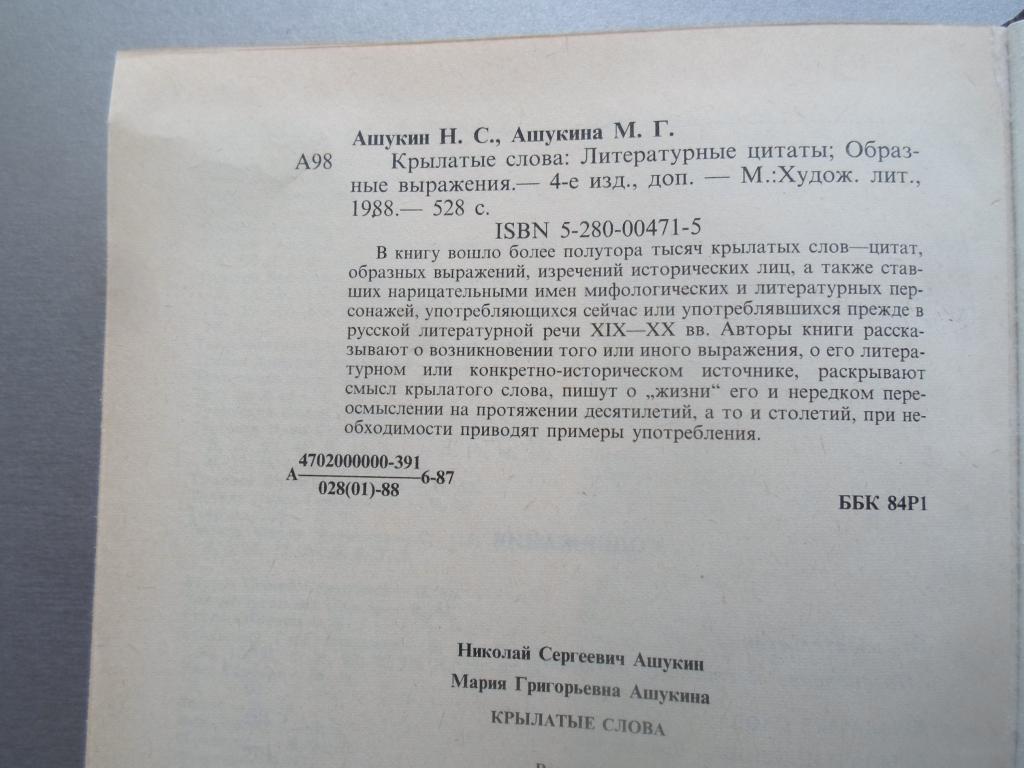 Ашукин Н. С., Ашукина М. Г.
А98 Крылатые слова: Литературные цитаты; Образ-
ные выражения.— 4-е изд., доп. — М.:Худож. лит.,
1988.— 528 с.
ISBN 5-280-00471-5
В книгу вошло более полутора тысяч крылатых слов—цитат,
образных выражений, изречений исторических лиц, а также став-
ших нарицательными имен мифологических и литературных пер-
сонажей, употребляющихся сейчас или употреблявшихся прежде в
русской литературной речи XIX—XX вв. Авторы книги расска-
зывают о возникновении того или иного выражения, о его литера-
турном или конкретно-историческом источнике, раскрывают
смысл крылатого слова, пишут о „жизни“ его и нередком пере-
осмыслении на протяжении десятилетий, а то и столетий, при не-
обходимости приводят примеры употребления.
4702000000-391
А 6-87
028(01)-88
ББК 84Р1
Николай Сергеевич Ашукин
Мария Григорьевна Ашукина
КРЫЛАТЫЕ СЛОВА